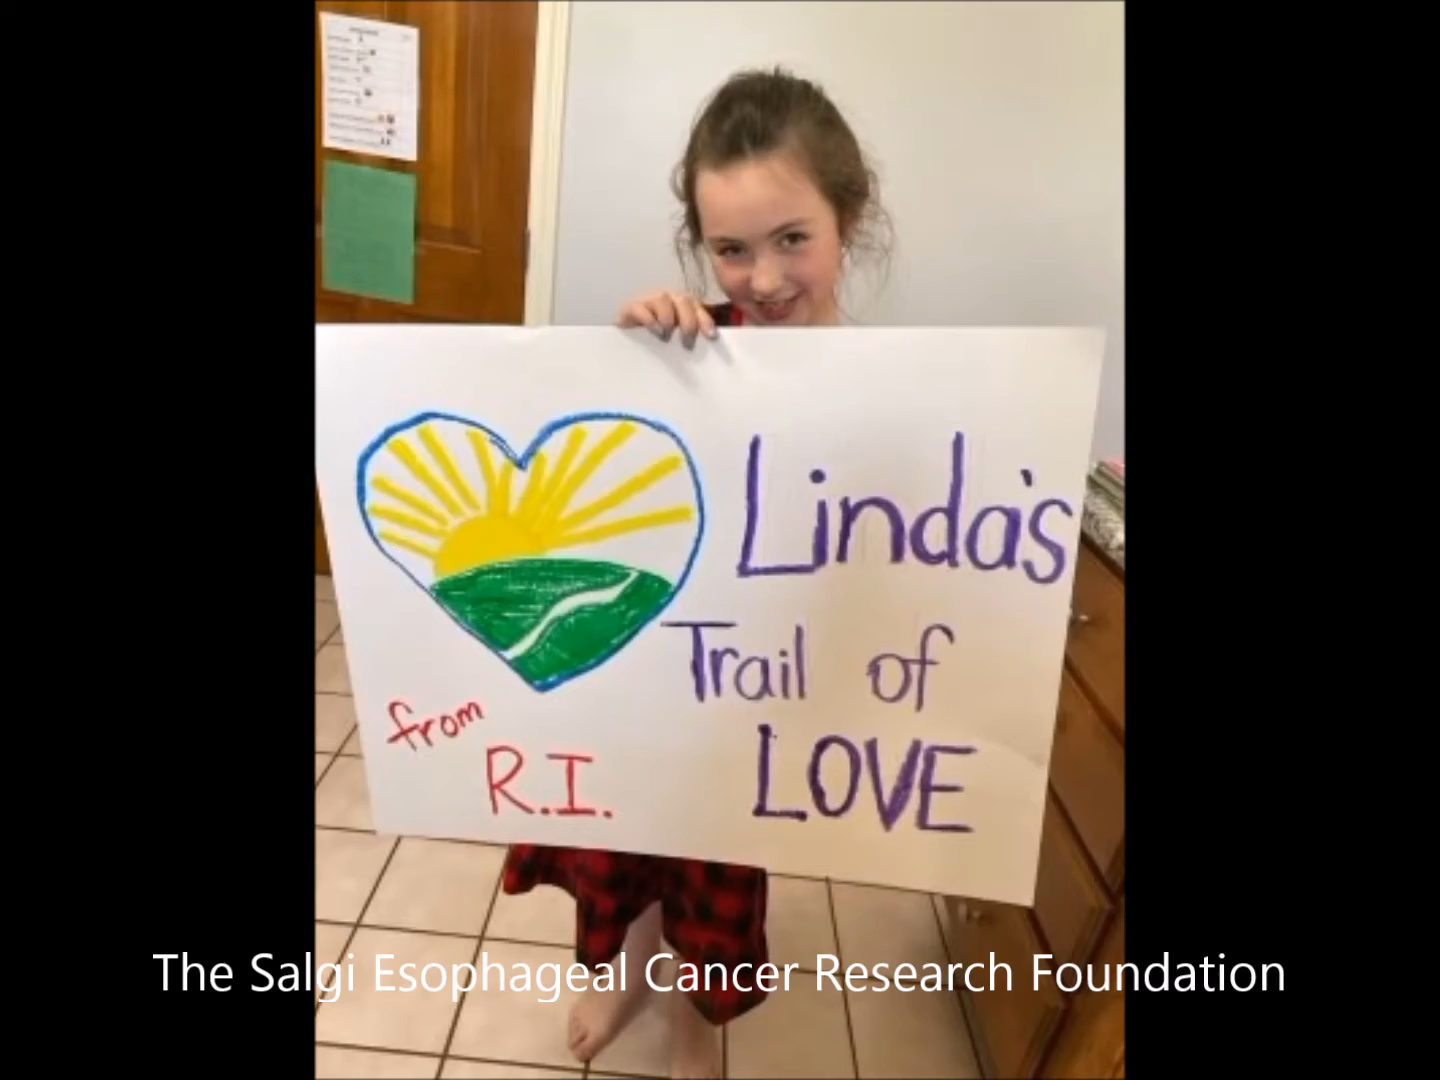 Linda's
Trail of
LOVE
from
R.I.
The Salgi Esophageal Cancer Research Foundation